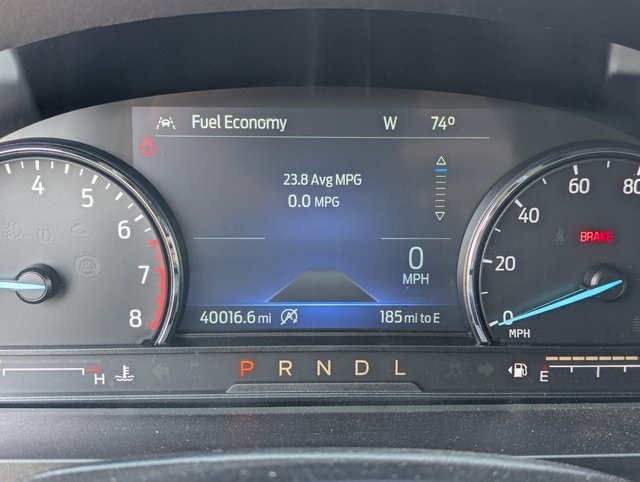 Fuel Economy W 74°
23.8 Avg MPG
0.0 MPG
4 5 6 7 8
0 MPH
0 20 40 60 80
MPH
BRAKE
40016.6 mi 185 mi to E
H P R N D L E